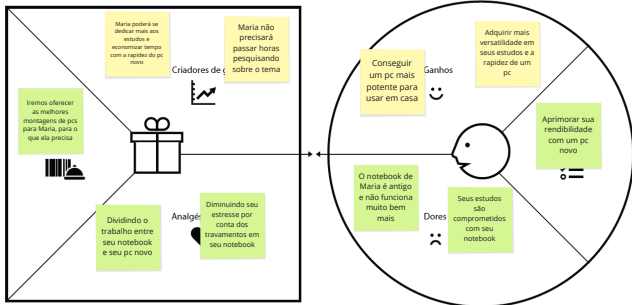 Maria poderá se
dedicar mais aos
estudos e
economizar tempo
com a rapidez do pc
novo
Maria não
precisará
passar horas
pesquisando
sobre o tema
Criadores de g
Iremos oferecer
as melhores
montagens de pcs
para Maria, para o
que ela precisa
Dividindo o
trabalho entre
seu notebook
e seu pc novo
Analgés
Diminuindo seu
estresse por
conta dos
travamentos em
seu notebook
Conseguir
um pc mais
potente para
usar em casa
Ganhos
Adquirir mais
versatilidade em
seus estudos e a
rapidez de um
pc
Aprimorar sua
rendibilidade
com um pc
novo
O notebook de
Maria é antigo
e não funciona
muito bem
mais
Dores
Seus estudos
são
comprometidos
com seu
notebook